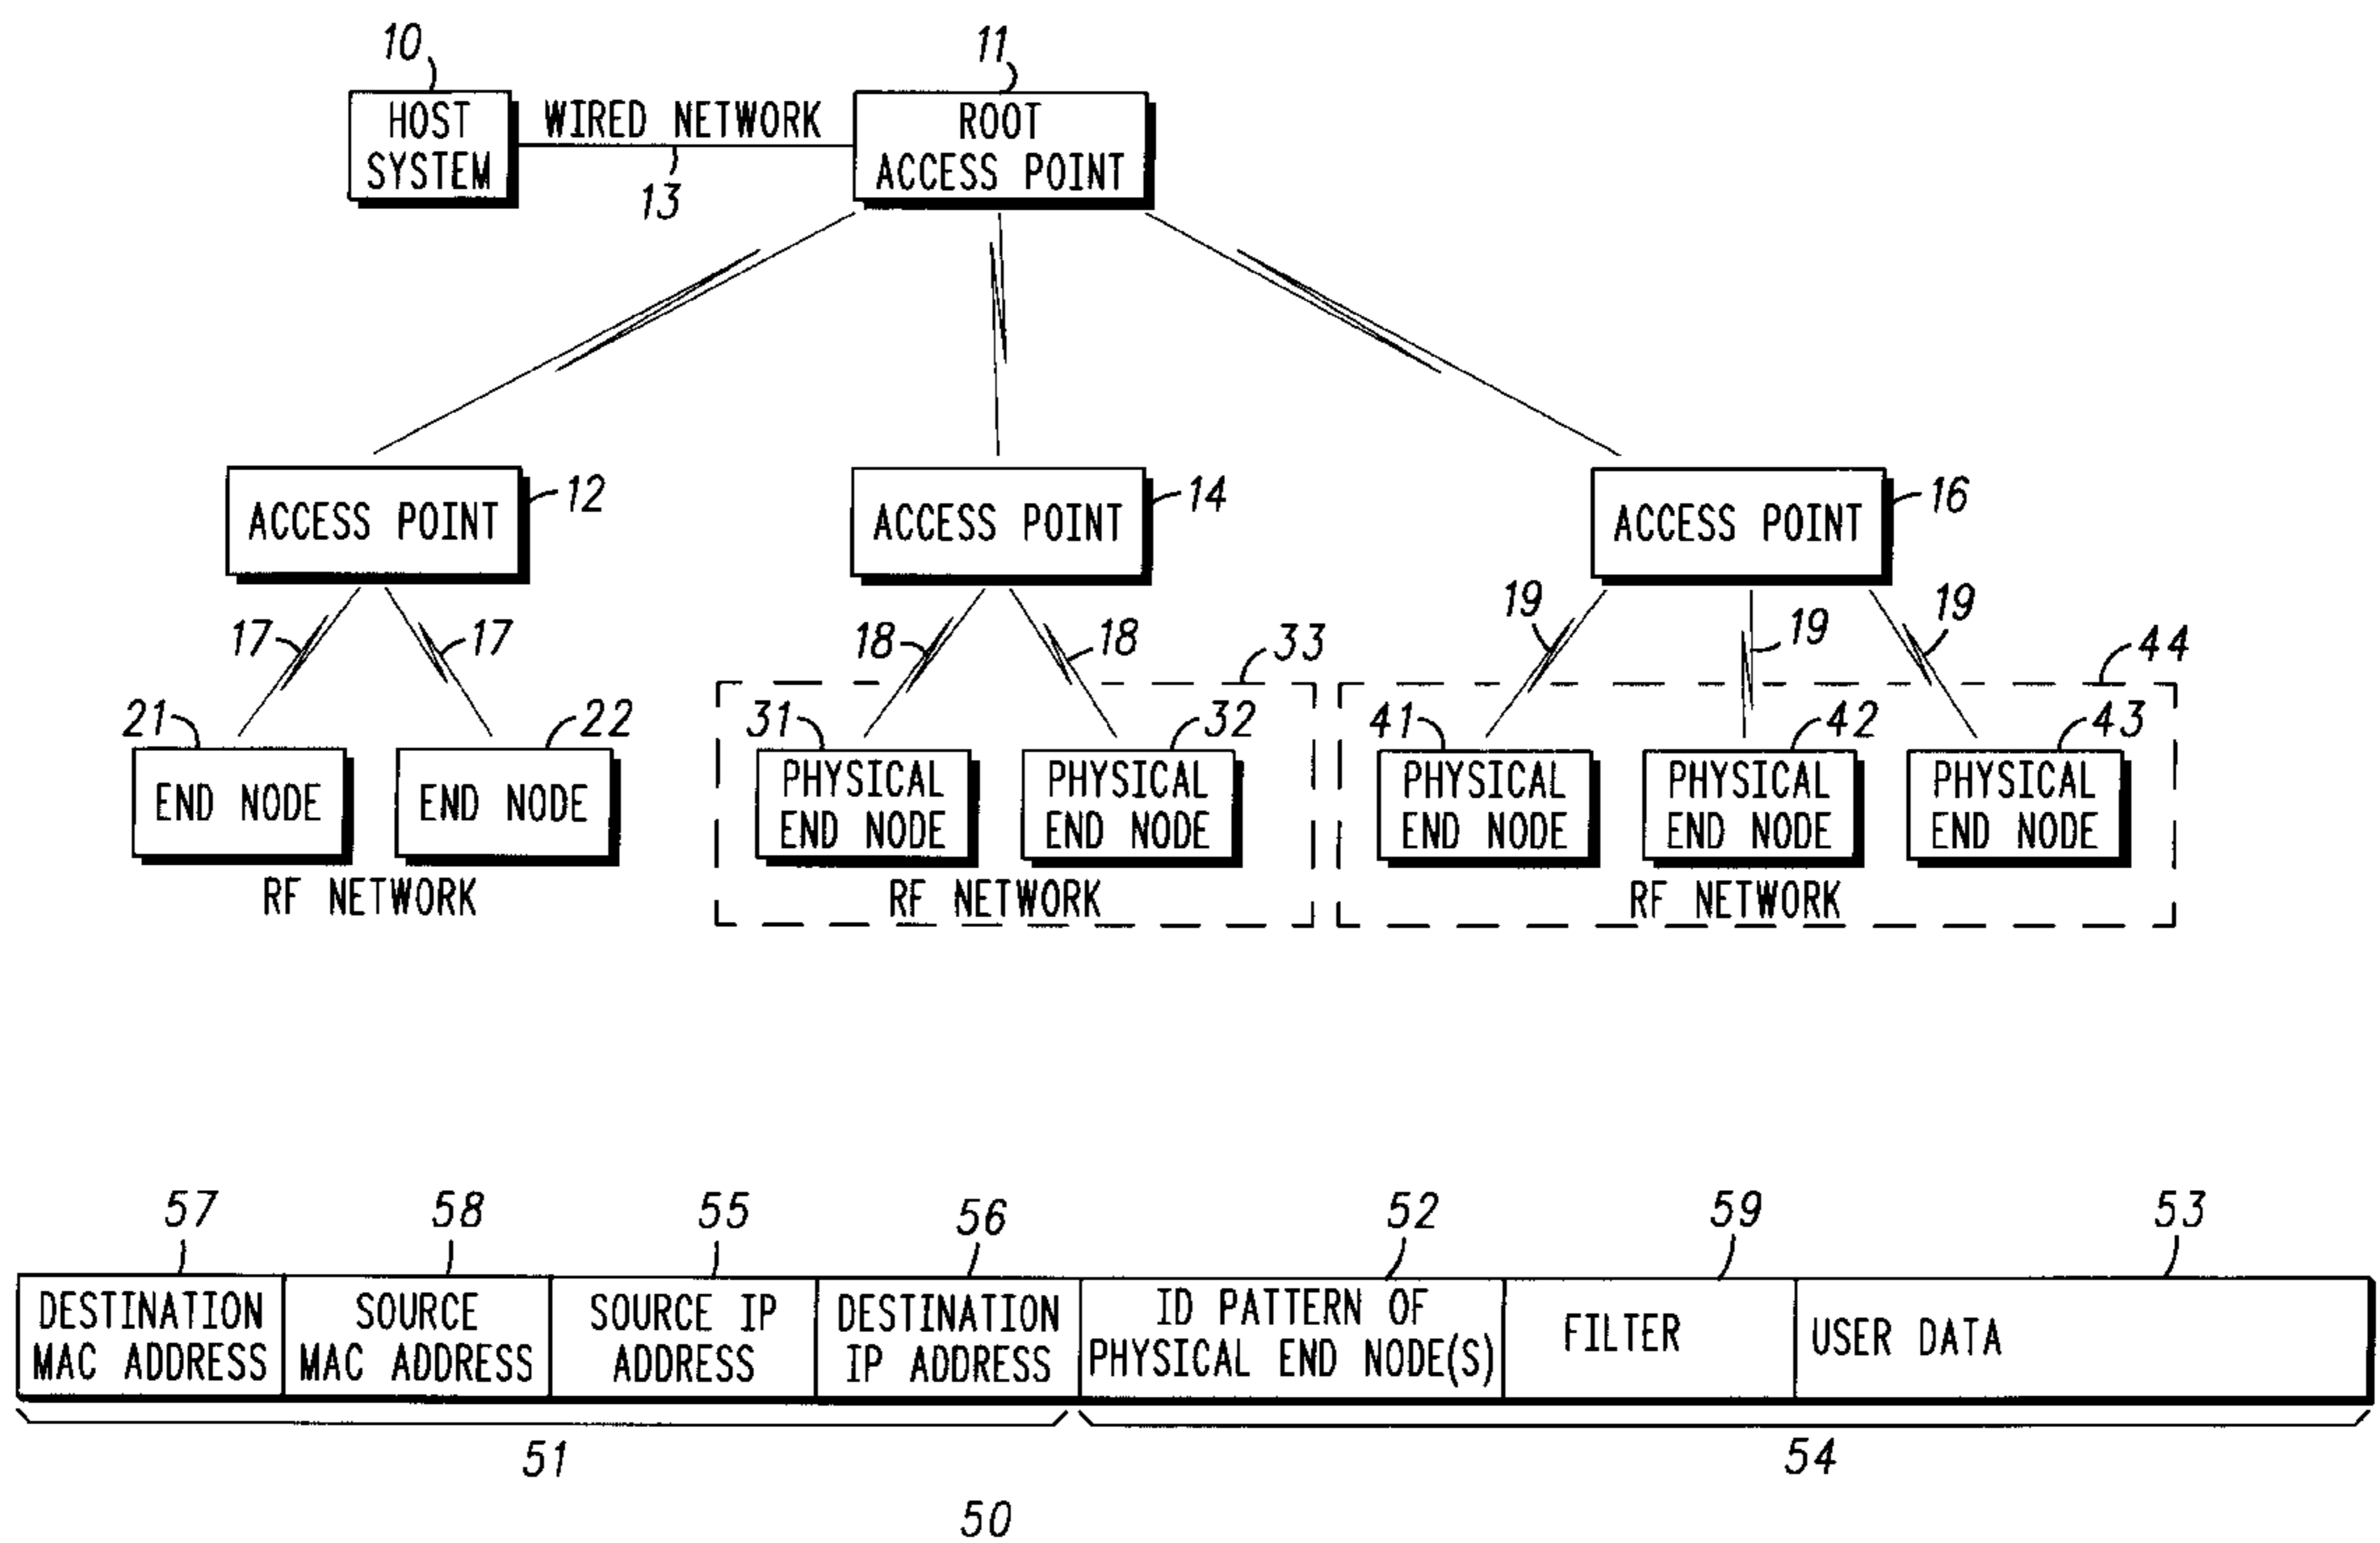 10
11
HOST
SYSTEM
WIRED NETWORK
13
ROOT
ACCESS POINT
ACCESS POINT
12
ACCESS POINT
14
ACCESS POINT
16
17
17
18
18
33
19
19
19
44
21
22
31
32
41
42
43
END NODE
END NODE
PHYSICAL
END NODE
PHYSICAL
END NODE
PHYSICAL
END NODE
PHYSICAL
END NODE
PHYSICAL
END NODE
RF NETWORK
RF NETWORK
RF NETWORK
57
58
55
56
52
59
53
DESTINATION
MAC ADDRESS
SOURCE
MAC ADDRESS
SOURCE IP
ADDRESS
DESTINATION
IP ADDRESS
ID PATTERN OF
PHYSICAL END NODE(S)
FILTER
USER DATA
51
54
50